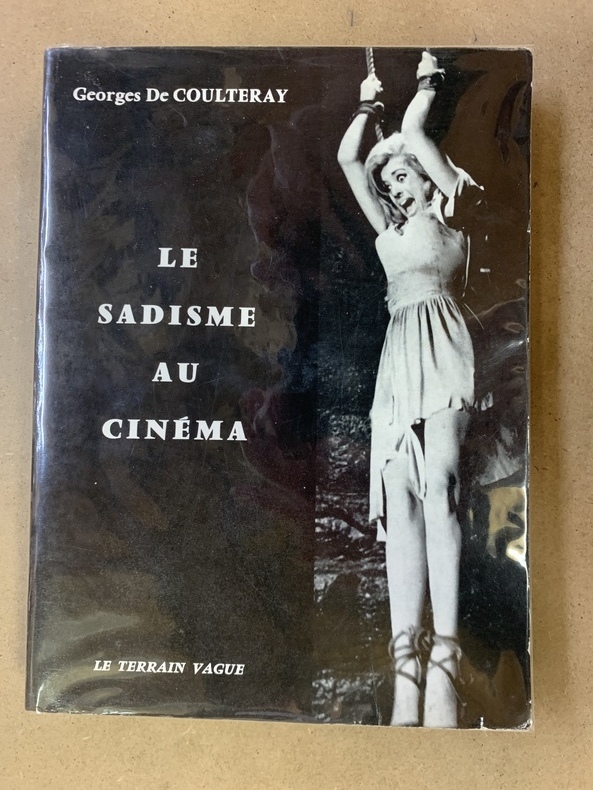 Georges De COULTERAY
LE
SADISME
AU
CINÉMA
LE TERRAIN VAGUE